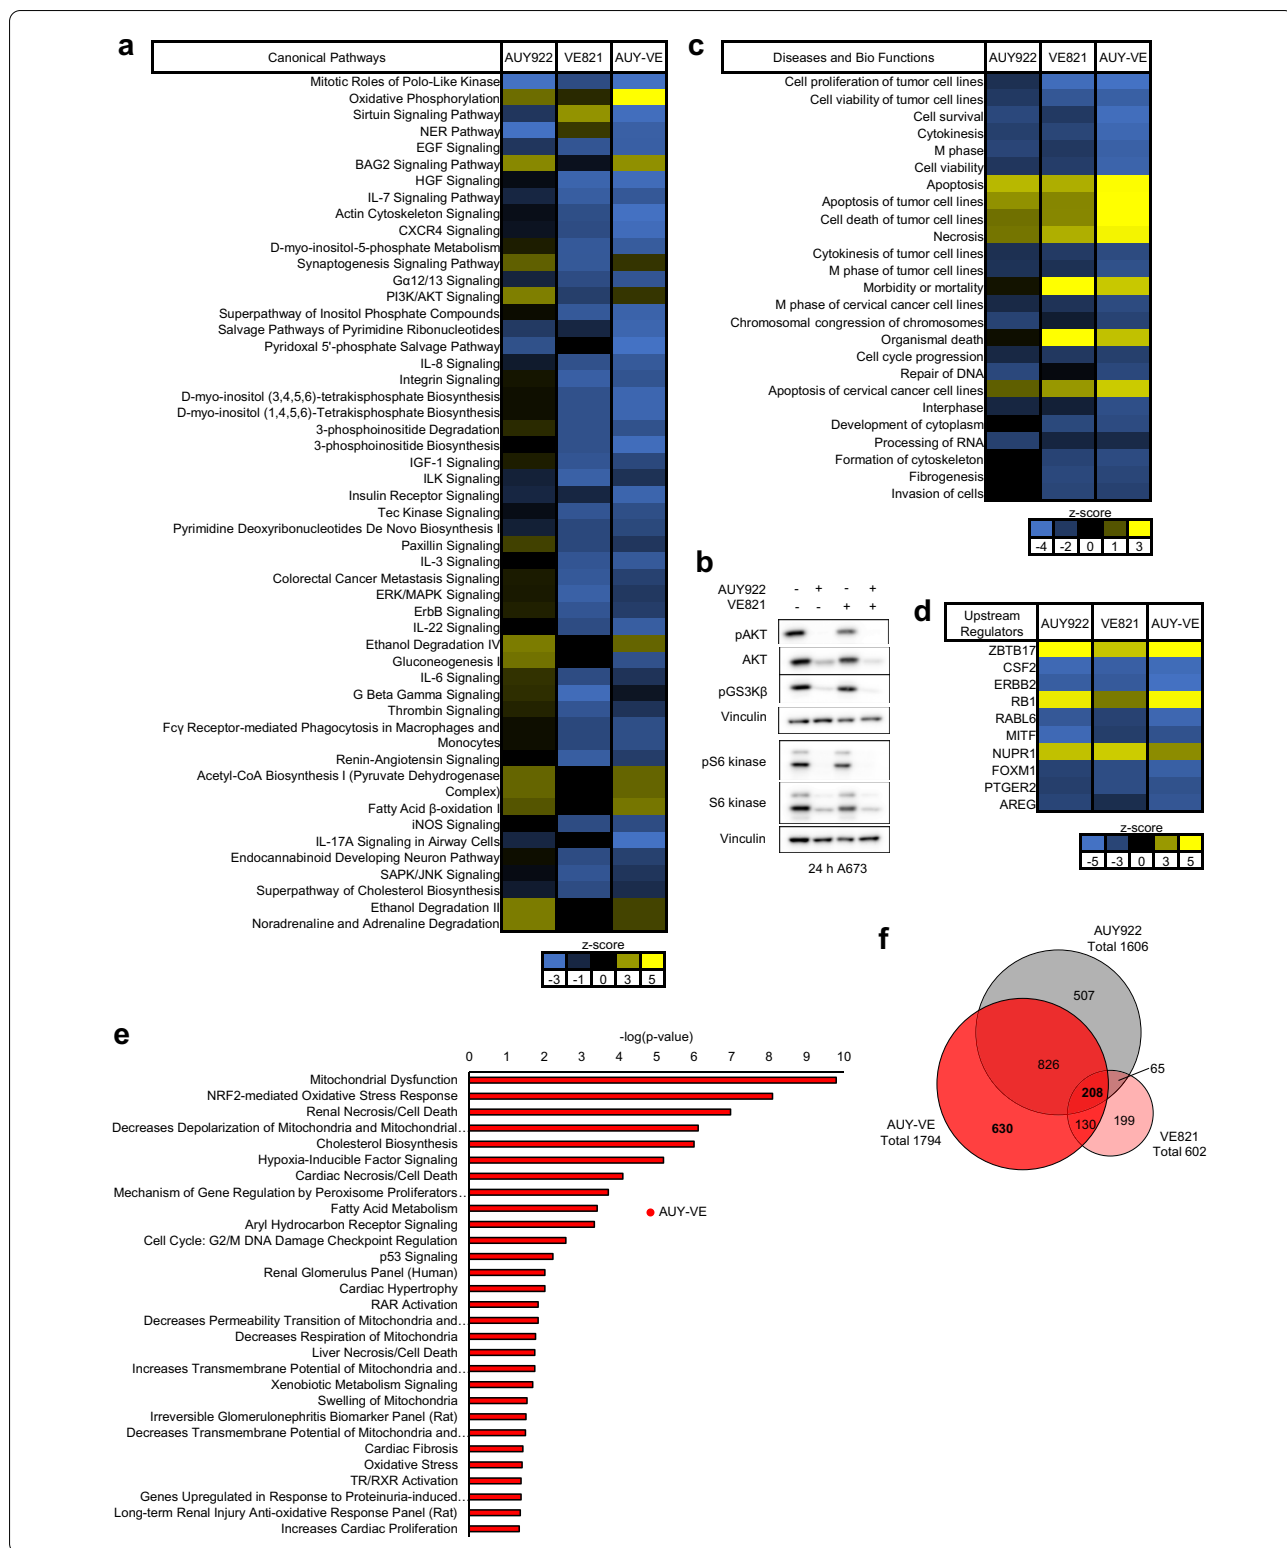 a
Canonical Pathways AUY922 VE821 AUY-VE
Mitotic Roles of Polo-Like Kinase
Oxidative Phosphorylation
Sirtuin Signaling Pathway
NER Pathway
EGF Signaling
BAG2 Signaling Pathway
HGF Signaling
IL-7 Signaling Pathway
Actin Cytoskeleton Signaling
CXCR4 Signaling
D-myo-inositol-5-phosphate Metabolism
Synaptogenesis Signaling Pathway
Gα12/13 Signaling
PI3K/AKT Signaling
Superpathway of Inositol Phosphate Compounds
Salvage Pathways of Pyrimidine Ribonucleotides
Pyridoxal 5'-phosphate Salvage Pathway
IL-8 Signaling
Integrin Signaling
D-myo-inositol (3,4,5,6)-tetrakisphosphate Biosynthesis
D-myo-inositol (1,4,5,6)-Tetrakisphosphate Biosynthesis
3-phosphoinositide Degradation
3-phosphoinositide Biosynthesis
IGF-1 Signaling
ILK Signaling
Insulin Receptor Signaling
Tec Kinase Signaling
Pyrimidine Deoxyribonucleotides De Novo Biosynthesis I
Paxillin Signaling
IL-3 Signaling
Colorectal Cancer Metastasis Signaling
ERK/MAPK Signaling
ErbB Signaling
IL-22 Signaling
Ethanol Degradation IV
Gluconeogenesis I
IL-6 Signaling
G Beta Gamma Signaling
Thrombin Signaling
Fcγ Receptor-mediated Phagocytosis in Macrophages and
Monocytes
Renin-Angiotensin Signaling
Acetyl-CoA Biosynthesis I (Pyruvate Dehydrogenase
Complex)
Fatty Acid β-oxidation I
iNOS Signaling
IL-17A Signaling in Airway Cells
Endocannabinoid Developing Neuron Pathway
SAPK/JNK Signaling
Superpathway of Cholesterol Biosynthesis
Ethanol Degradation II
Noradrenaline and Adrenaline Degradation
z-score
-3 -1 0 3 5
c
Diseases and Bio Functions AUY922 VE821 AUY-VE
Cell proliferation of tumor cell lines
Cell viability of tumor cell lines
Cell survival
Cytokinesis
M phase
Cell viability
Apoptosis
Apoptosis of tumor cell lines
Cell death of tumor cell lines
Necrosis
Cytokinesis of tumor cell lines
M phase of tumor cell lines
Morbidity or mortality
M phase of cervical cancer cell lines
Chromosomal congression of chromosomes
Organismal death
Cell cycle progression
Repair of DNA
Apoptosis of cervical cancer cell lines
Interphase
Development of cytoplasm
Processing of RNA
Formation of cytoskeleton
Fibrogenesis
Invasion of cells
z-score
-4 -2 0 1 3
b
AUY922 - + - +
VE821 - - + +
pAKT
AKT
pGS3Kβ
Vinculin
pS6 kinase
S6 kinase
Vinculin
24 h A673
d
Upstream
Regulators AUY922 VE821 AUY-VE
ZBTB17
CSF2
ERBB2
RB1
RABL6
MITF
NUPR1
FOXM1
PTGER2
AREG
z-score
-5 -3 0 3 5
e
-log(p-value)
0 1 2 3 4 5 6 7 8 9 10
Mitochondrial Dysfunction
NRF2-mediated Oxidative Stress Response
Renal Necrosis/Cell Death
Decreases Depolarization of Mitochondria and Mitochondrial…
Cholesterol Biosynthesis
Hypoxia-Inducible Factor Signaling
Cardiac Necrosis/Cell Death
Mechanism of Gene Regulation by Peroxisome Proliferators…
Fatty Acid Metabolism
Aryl Hydrocarbon Receptor Signaling
Cell Cycle: G2/M DNA Damage Checkpoint Regulation
p53 Signaling
Renal Glomerulus Panel (Human)
Cardiac Hypertrophy
RAR Activation
Decreases Permeability Transition of Mitochondria and…
Decreases Respiration of Mitochondria
Liver Necrosis/Cell Death
Increases Transmembrane Potential of Mitochondria and…
Xenobiotic Metabolism Signaling
Swelling of Mitochondria
Irreversible Glomerulonephritis Biomarker Panel (Rat)
Decreases Transmembrane Potential of Mitochondria and…
Cardiac Fibrosis
Oxidative Stress
TR/RXR Activation
Genes Upregulated in Response to Proteinuria-induced…
Long-term Renal Injury Anti-oxidative Response Panel (Rat)
Increases Cardiac Proliferation
AUY-VE
f
AUY922
Total 1606
507
826
65
208
AUY-VE
Total 1794
630
130
199
VE821
Total 602